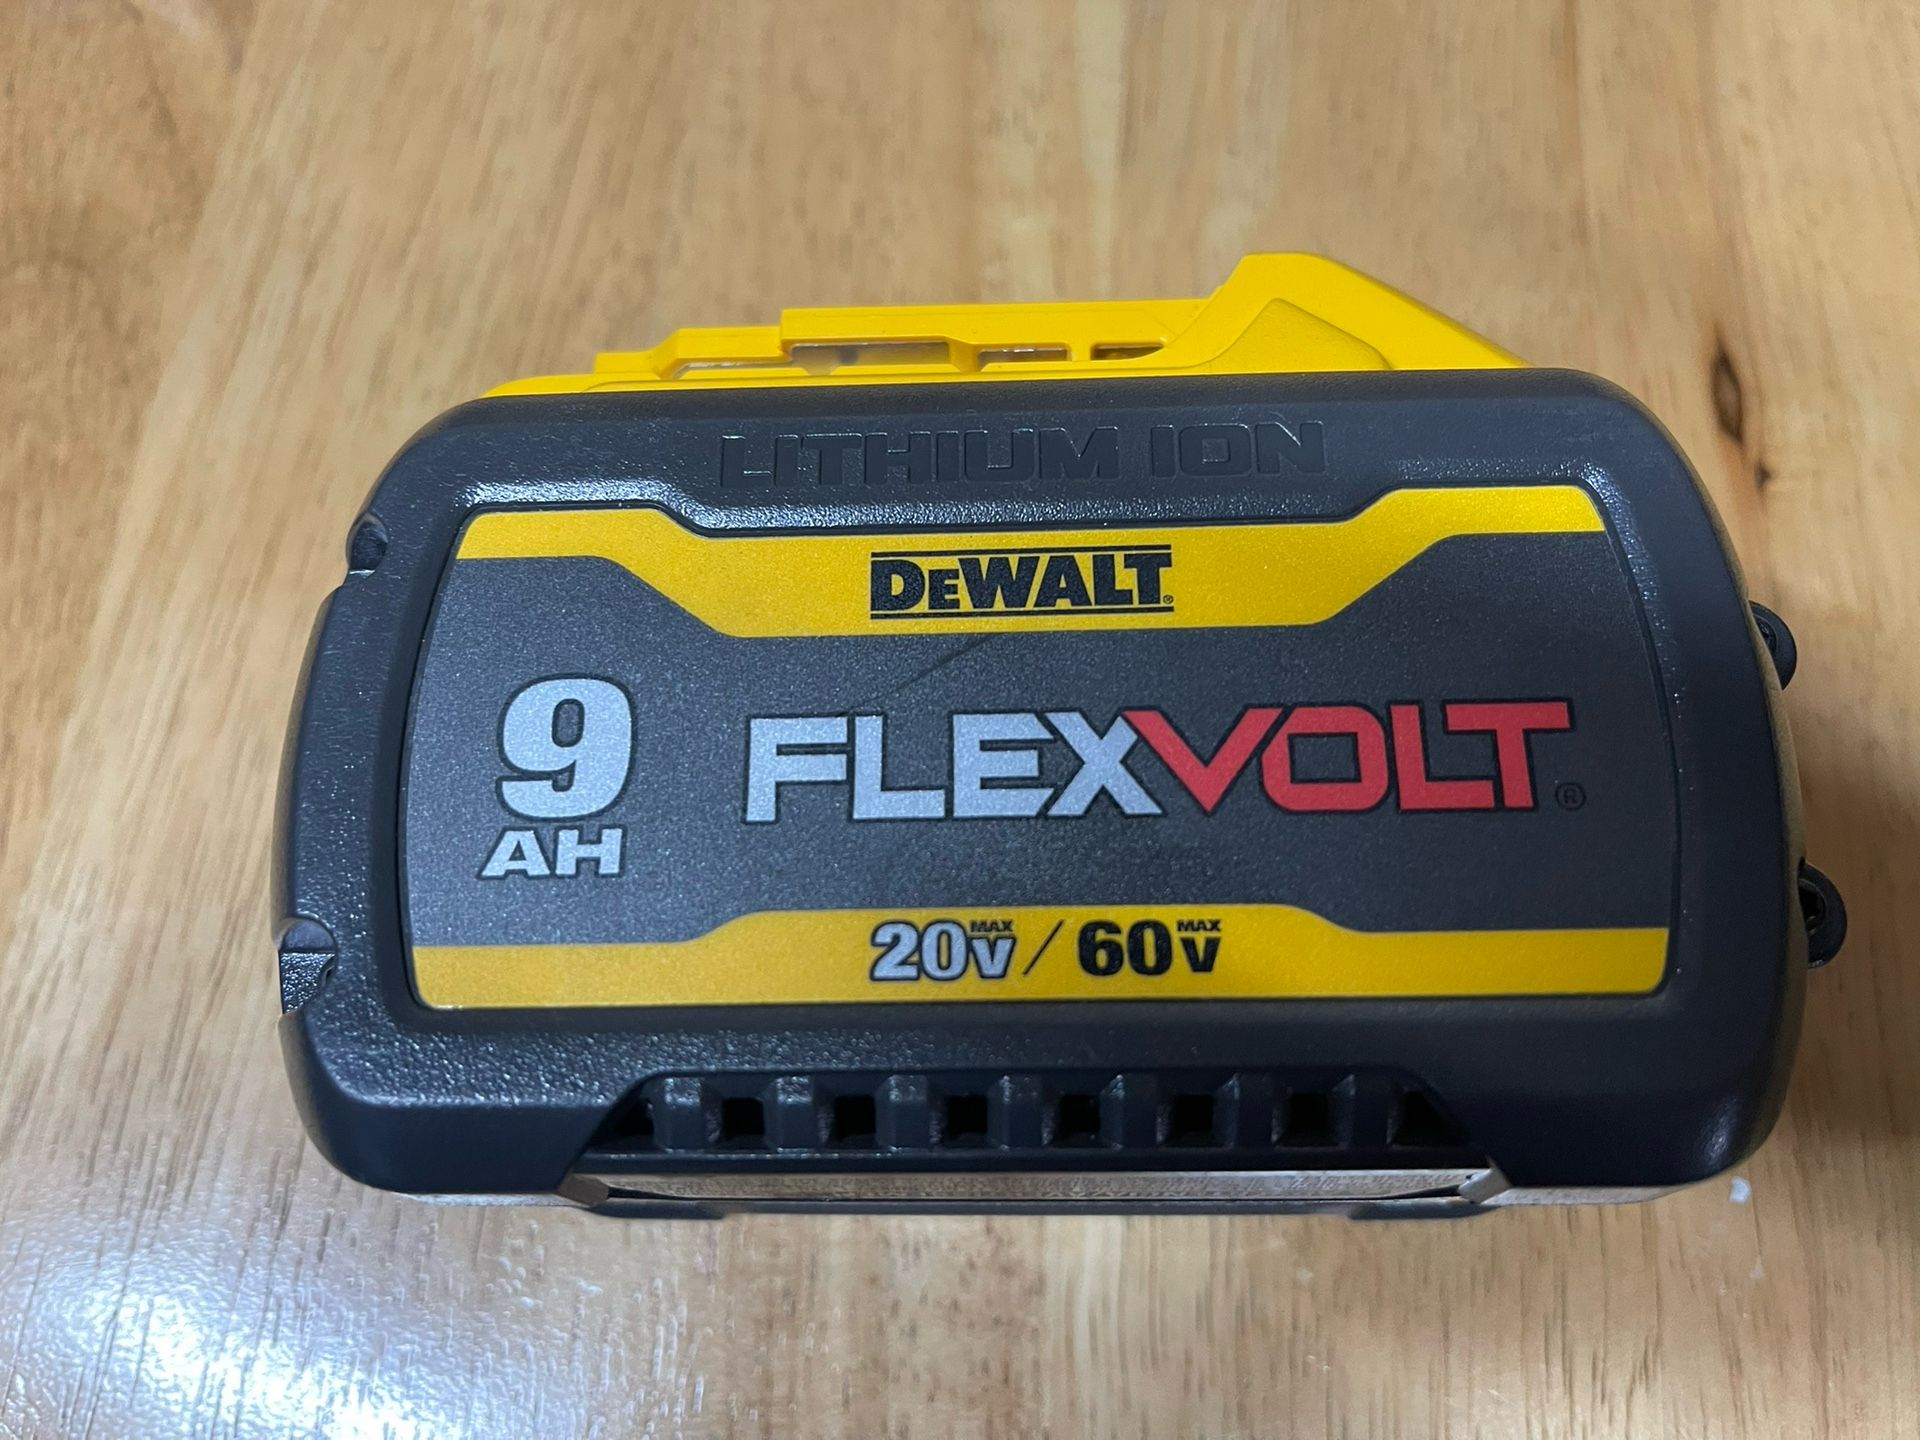 LITHIUM ION
DEWALT®
9
AH
FLEXVOLT®
20V MAX / 60V MAX